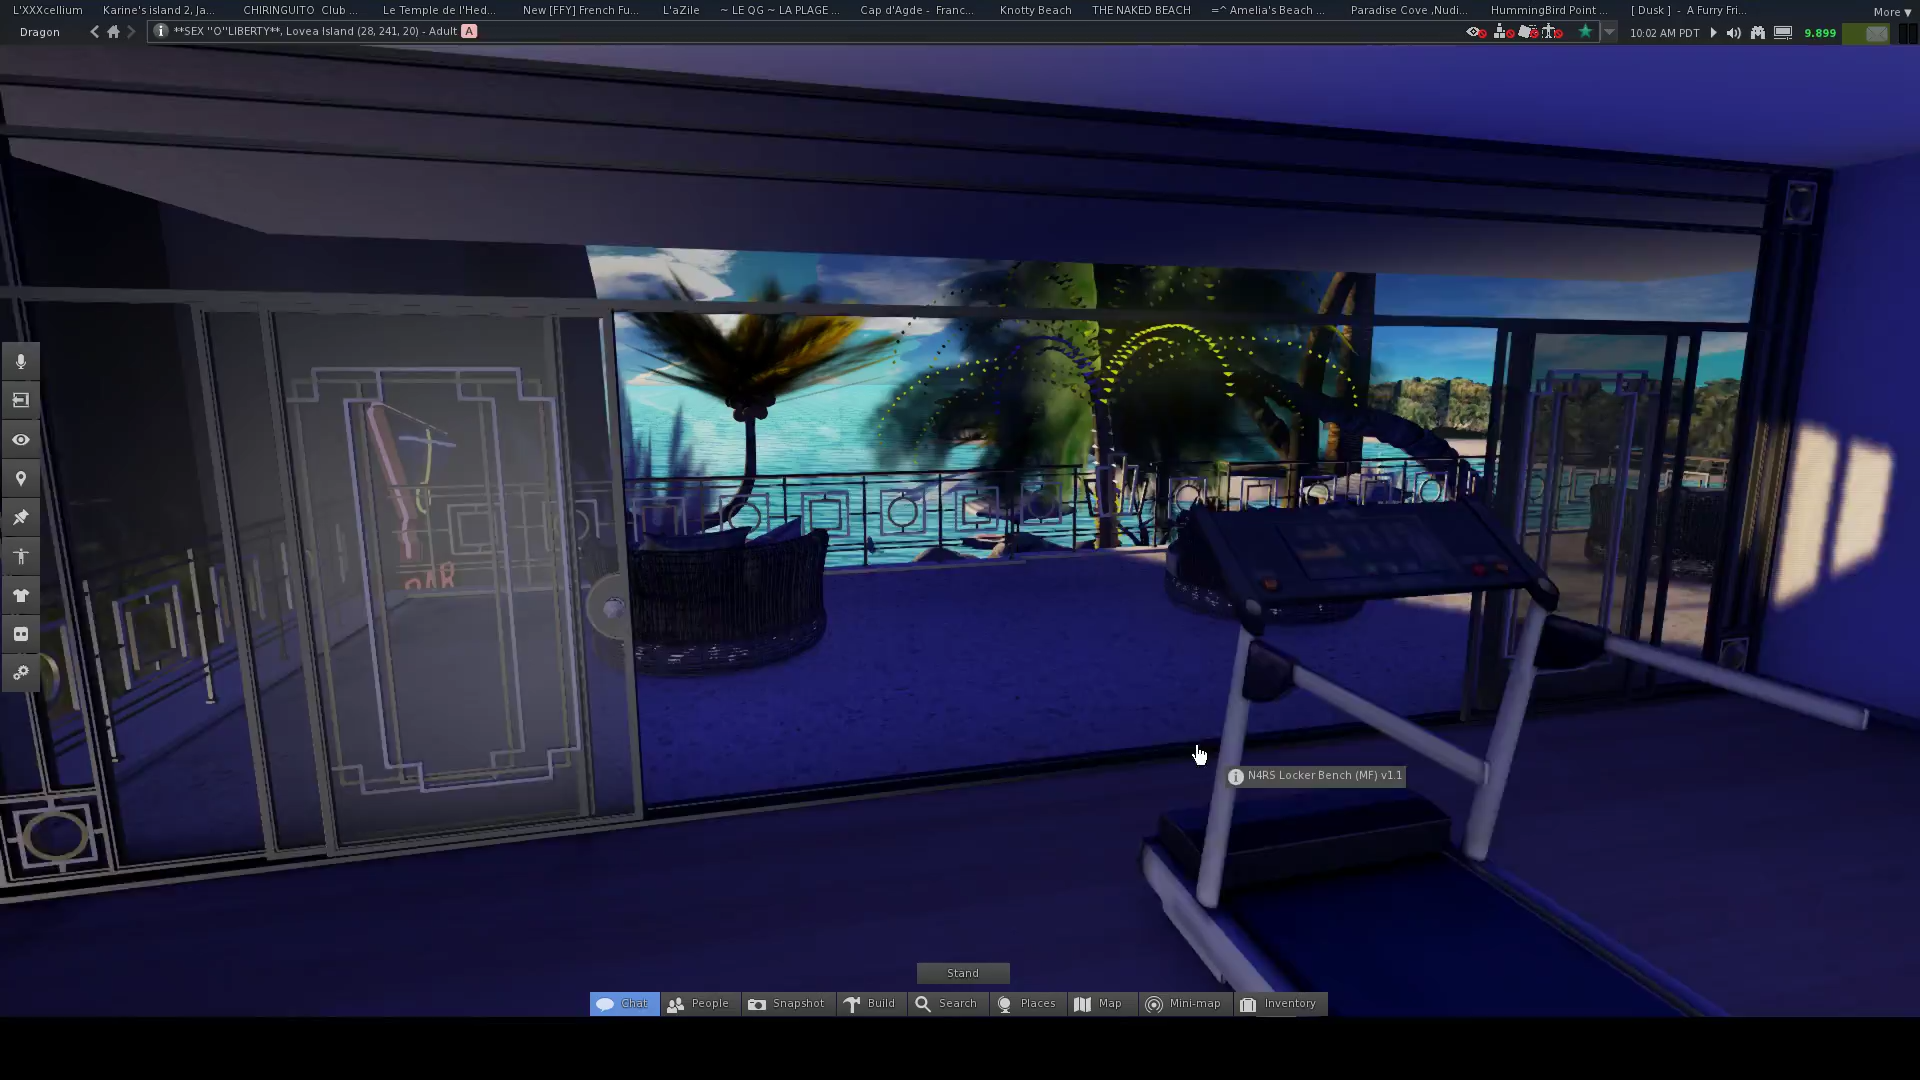 L'XXXcellium
Karine's island 2, Ja...
CHIRINGUITO Club ...
Le Temple de l'Hed...
New [FFY] French Fu...
L'aZile
~ LE QG ~ LA PLAGE ...
Cap d'Agde - Franc...
Knotty Beach
THE NAKED BEACH
=^ Amelia's Beach ...
Paradise Cove ,Nudi...
HummingBird Point ...
[ Dusk ] - A Furry Fri...
More ▼
Dragon
**SEX "O"LIBERTY**, Lovea Island (28, 241, 20) - Adult
A
10:02 AM PDT
9.899
BAR
N4RS Locker Bench (MF) v1.1
Stand
Chat
People
Snapshot
Build
Search
Places
Map
Mini-map
Inventory